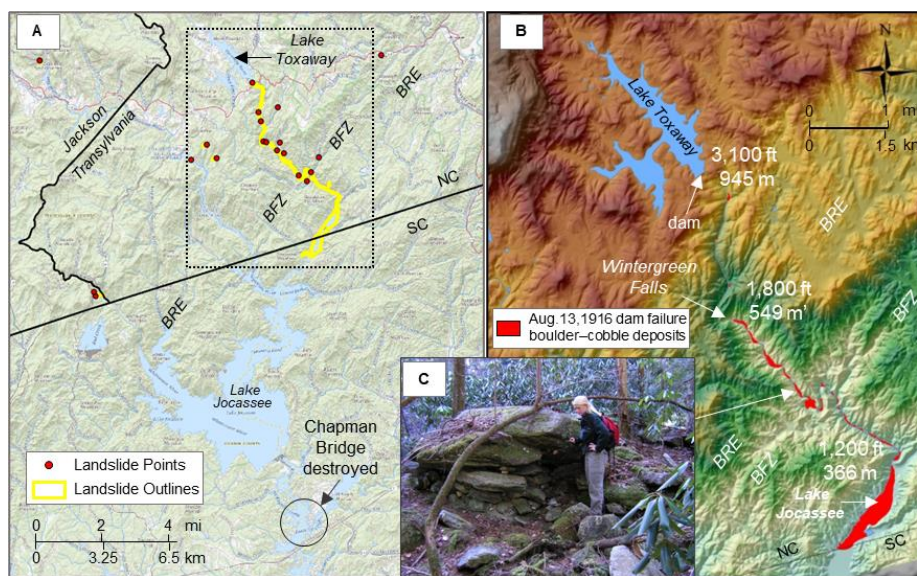 A
Lake
Toxaway
Jackson
Transylvania
BRE
BFZ
BFZ
NC
SC
BRE
Lake
Jocassee
Chapman
Bridge
destroyed
Landslide Points
Landslide Outlines
0 2 4
mi
0 3.25 6.5
km
B
N
0 1
mi
0 1.5
km
Lake Toxaway
3,100 ft
945 m
dam
BRE
Wintergreen
Falls
1,800 ft
549 m'
BFZ
Aug.13,1916 dam failure
boulder–cobble deposits
BRE
BFZ
1,200 ft
366 m
Lake
Jocassee
NC
SC
C